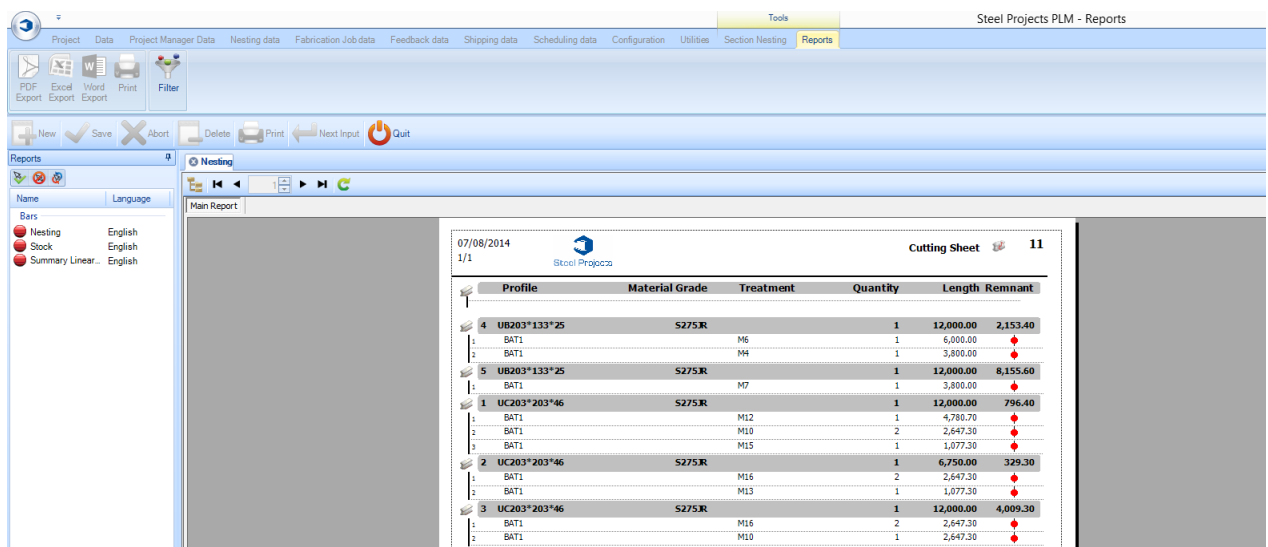 Tools
Steel Projects PLM - Reports
Project Data Project Manager Data Nesting data Fabrication Job data Feedback data Shipping data Scheduling data Configuration Utilities Section Nesting Reports
PDF Export Excel Export Word Export Print Filter
New Save Abort Delete Print Next Input Quit
Reports
Nesting
1
Name Language
Main Report
Bars
Nesting English
Stock English
Summary Linear... English
07/08/2014
1/1
Steel Projects
Cutting Sheet 11
Profile Material Grade Treatment Quantity Length Remnant
4 UB203*133*25 S275JR 1 12,000.00 2,153.40
1 BAT1 M6 1 6,000.00
2 BAT1 M4 1 3,800.00
5 UB203*133*25 S275JR 1 12,000.00 8,155.60
1 BAT1 M7 1 3,800.00
1 UC203*203*46 S275JR 1 12,000.00 796.40
1 BAT1 M12 1 4,780.70
2 BAT1 M10 2 2,647.30
3 BAT1 M15 1 1,077.30
2 UC203*203*46 S275JR 1 6,750.00 329.30
1 BAT1 M16 2 2,647.30
2 BAT1 M13 1 1,077.30
3 UC203*203*46 S275JR 1 12,000.00 4,009.30
1 BAT1 M16 2 2,647.30
2 BAT1 M10 1 2,647.30